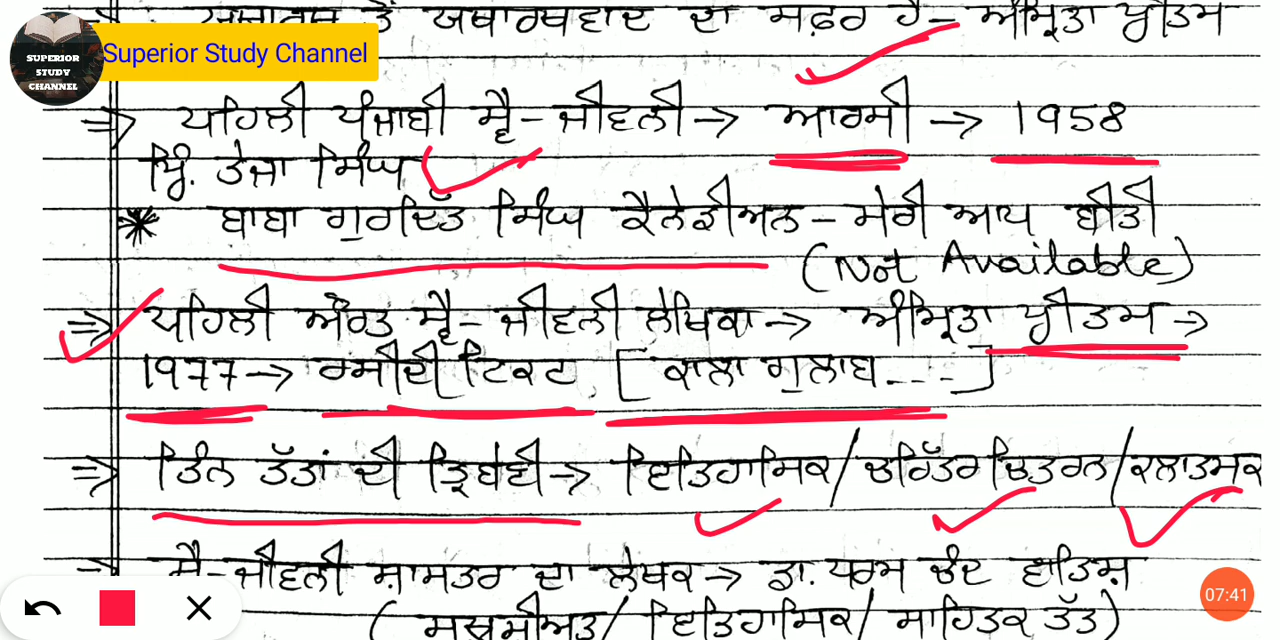 ਯਥਾਰਥਵਾਦ ਦਾ ਸਫ਼ਰ ਹੈ – ਅੰਮ੍ਰਿਤਾ ਪ੍ਰੀਤਮ
SUPERIOR STUDY CHANNEL
Superior Study Channel
=> ਪਹਿਲੀ ਪੰਜਾਬੀ ਸ੍ਵੈ-ਜੀਵਨੀ → ਆਰਸੀ → 1958
ਪ੍ਰਿੰ. ਤੇਜਾ ਸਿੰਘ
* ਬਾਬਾ ਗੁਰਦਿੱਤ ਸਿੰਘ ਕੈਨੇਡੀਅਨ – ਮੇਰੀ ਆਪ ਬੀਤੀ
(Not Available)
=> ਪਹਿਲੀ ਔਰਤ ਸ੍ਵੈ-ਜੀਵਨੀ ਲੇਖਿਕਾ → ਅੰਮ੍ਰਿਤਾ ਪ੍ਰੀਤਮ →
1977 → ਰਸੀਦੀ ਟਿਕਟ [ ਕਾਲਾ ਗੁਲਾਬ ---- ]
=> ਤਿੰਨ ਤੱਤਾਂ ਦੀ ਤ੍ਰਿਬੇਣੀ → ਇਤਿਹਾਸਿਕ / ਚਰਿੱਤਰ ਚਿਤਰਨ / ਕਲਾਤਮਕ
ਸ੍ਵੈ-ਜੀਵਨੀ ਸ਼ਾਸਤਰ ਦਾ ਲੇਖਕ → ਡਾ. ਧਰਮ ਚੰਦ ਵਾਤਿਸ਼
( ਸ਼ਖ਼ਸੀਅਤ / ਇਤਿਹਾਸਿਕ / ਸਾਹਿਤਕ ਤੱਤ )
07:41